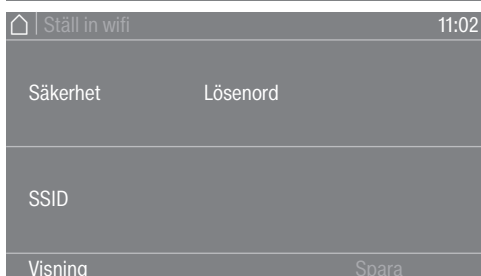 Ställ in wifi 11:02
Säkerhet Lösenord
SSID
Visning Spara